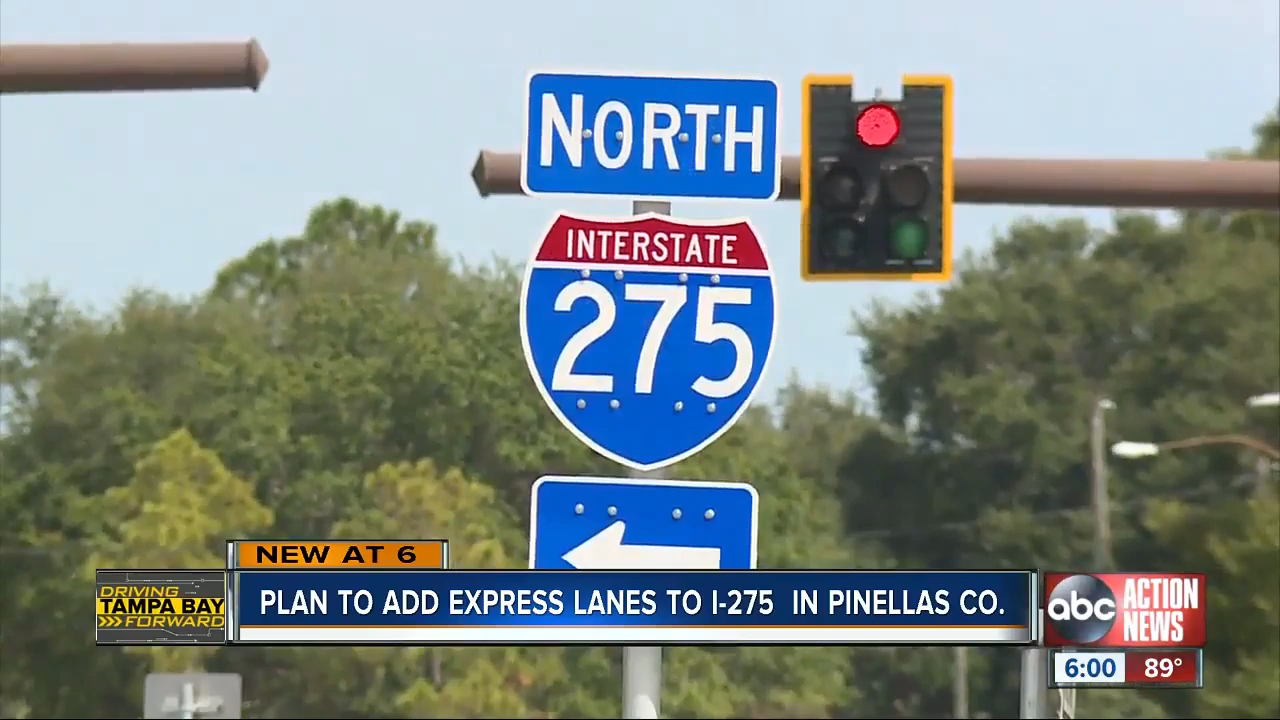 NORTH
INTERSTATE
275
NEW AT 6
DRIVING
TAMPA BAY
>>> FORWARD
PLAN TO ADD EXPRESS LANES TO I-275 IN PINELLAS CO.
abc ACTION
NEWS
6:00 89°